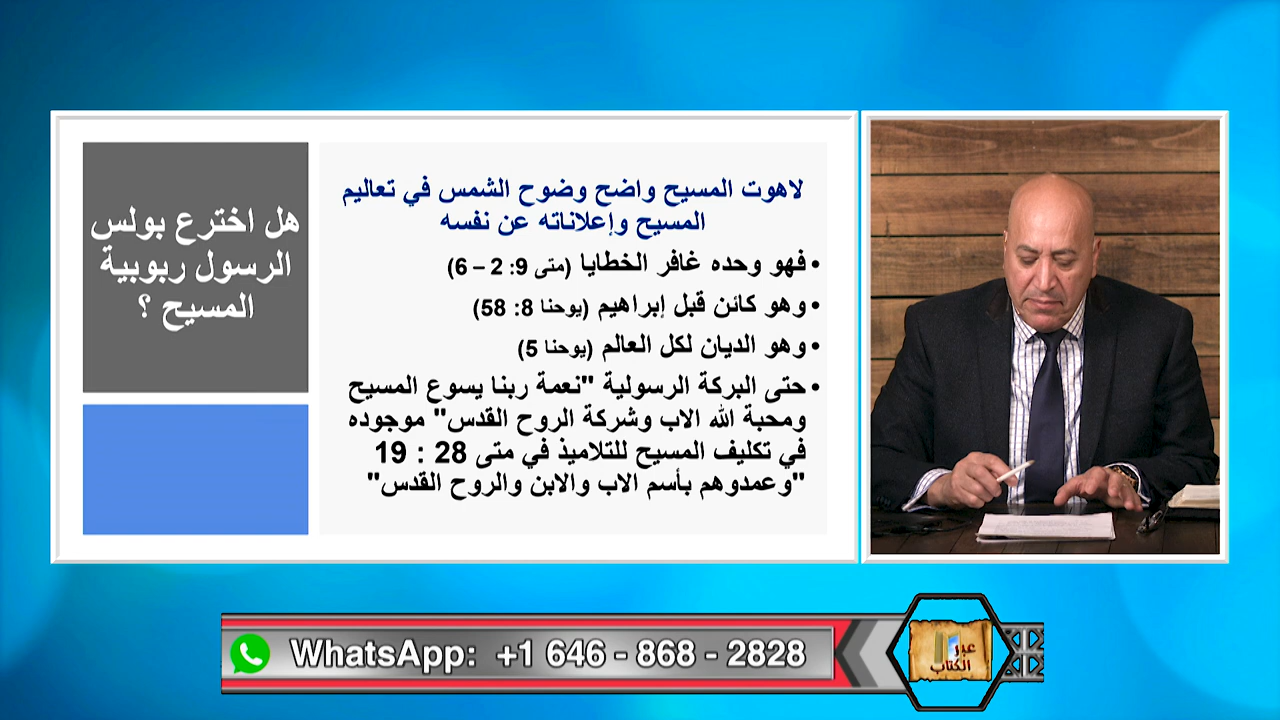 هل اخترع بولس
الرسول ربوبية
المسيح ؟
لاهوت المسيح واضح وضوح الشمس في تعاليم
المسيح وإعلاناته عن نفسه
• فهو وحده غافر الخطايا (متى 9: 2 – 6)
• وهو كائن قبل إبراهيم (يوحنا 8: 58)
• وهو الديان لكل العالم (يوحنا 5)
• حتى البركة الرسولية "نعمة ربنا يسوع المسيح
ومحبة الله الاب وشركة الروح القدس" موجوده
في تكليف المسيح للتلاميذ في متى 28 : 19
"وعمدوهم بأسم الاب والابن والروح القدس"
WhatsApp: +1 646 - 868 - 2828
عبر
الكتاب